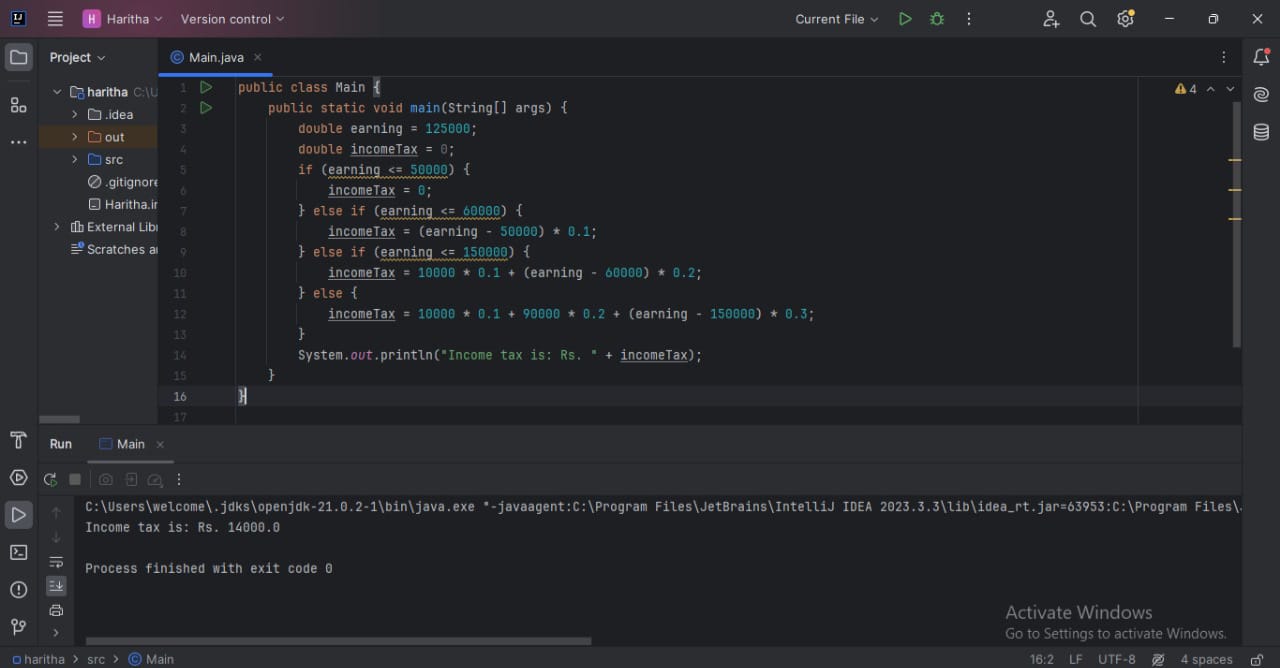 H Haritha Version control Current File
Project Main.java
haritha C:\U
.idea
out
src
.gitignore
Haritha.ir
External Lib
Scratches a
4
1 public class Main {
2 public static void main(String[] args) {
3 double earning = 125000;
4 double incomeTax = 0;
5 if (earning <= 50000) {
6 incomeTax = 0;
7 } else if (earning <= 60000) {
8 incomeTax = (earning - 50000) * 0.1;
9 } else if (earning <= 150000) {
10 incomeTax = 10000 * 0.1 + (earning - 60000) * 0.2;
11 } else {
12 incomeTax = 10000 * 0.1 + 90000 * 0.2 + (earning - 150000) * 0.3;
13 }
14 System.out.println("Income tax is: Rs. " + incomeTax);
15 }
16 }
17
Run Main
C:\Users\welcome\.jdks\openjdk-21.0.2-1\bin\java.exe "-javaagent:C:\Program Files\JetBrains\IntelliJ IDEA 2023.3.3\lib\idea_rt.jar=63953:C:\Program Files\
Income tax is: Rs. 14000.0
Process finished with exit code 0
Activate Windows
Go to Settings to activate Windows.
haritha > src > Main 16:2 LF UTF-8 4 spaces